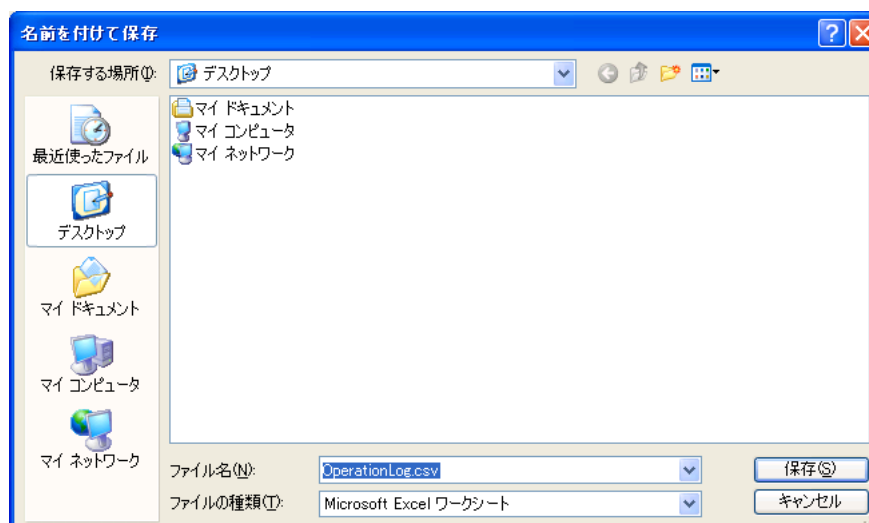 名前を付けて保存
保存する場所(I):
デスクトップ
マイ ドキュメント
マイ コンピュータ
マイ ネットワーク
最近使ったファイル
デスクトップ
マイ ドキュメント
マイ コンピュータ
マイ ネットワーク
ファイル名(N):
OperationLog.csv
保存(S)
ファイルの種類(T):
Microsoft Excel ワークシート
キャンセル